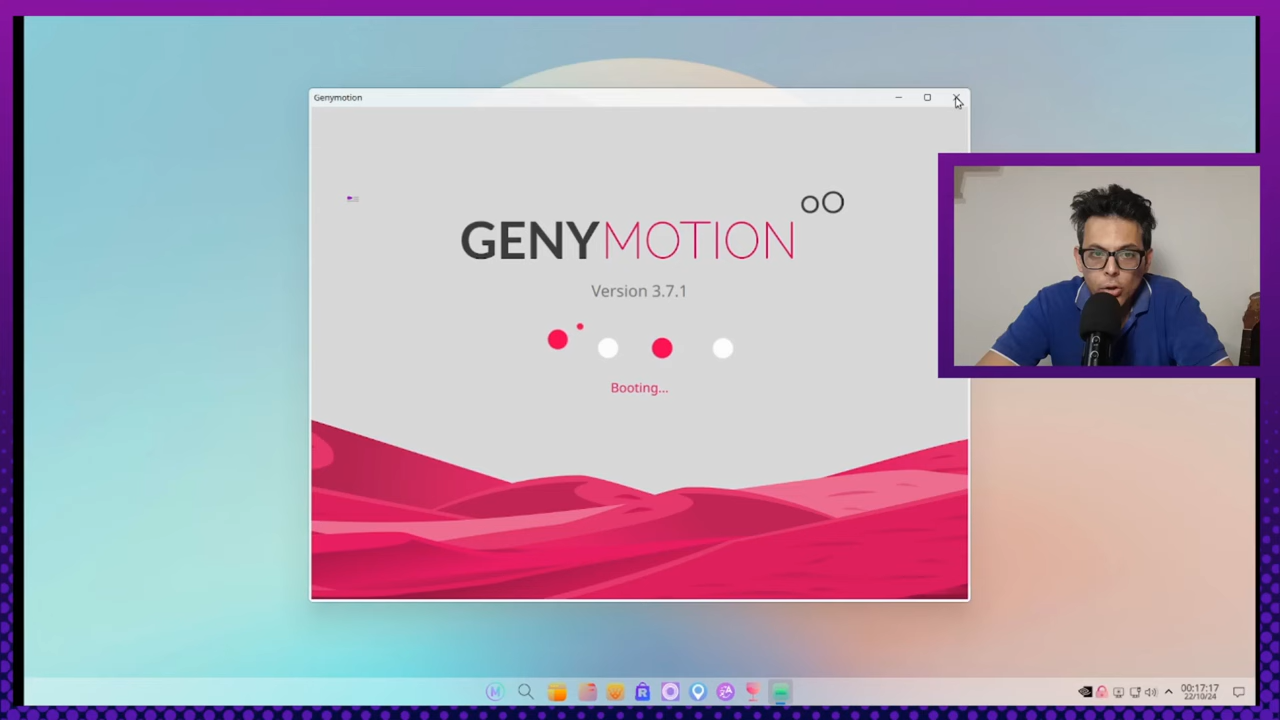 Genymotion
GENYMOTION
Version 3.7.1
Booting...
00:17:17
22/10/24